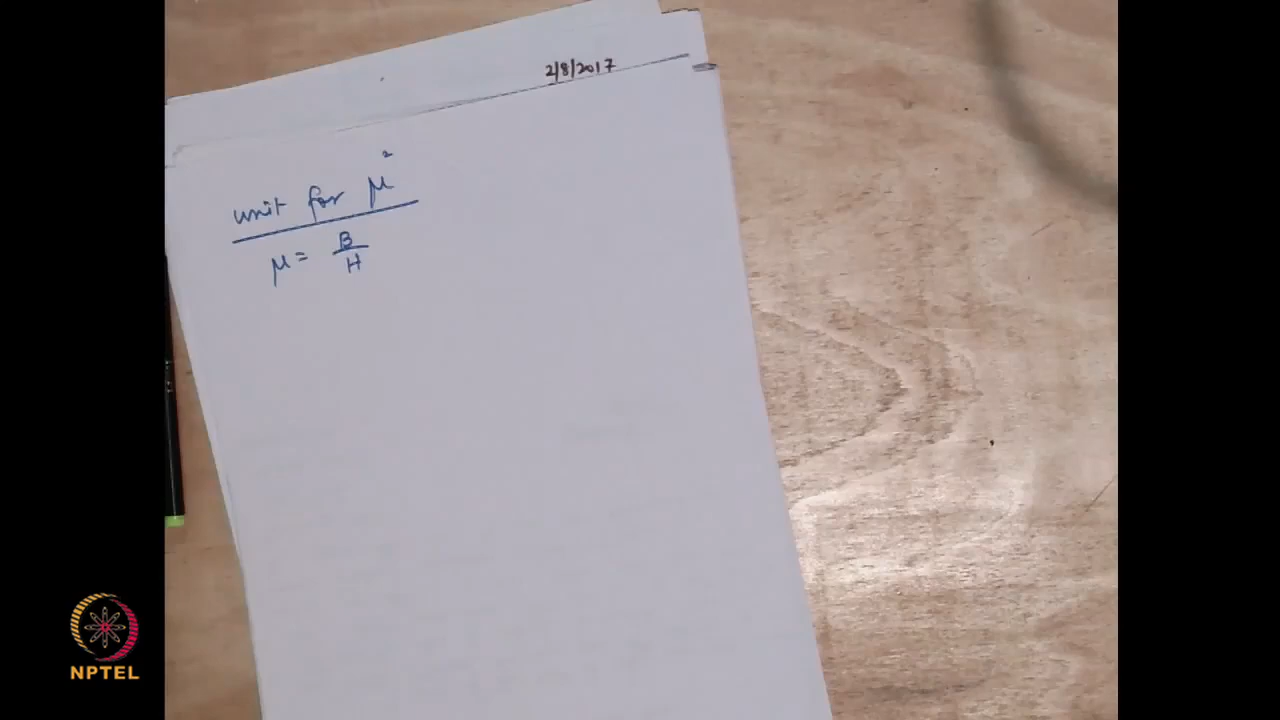 2/8/2017
unit for μ
μ = B/H
NPTEL